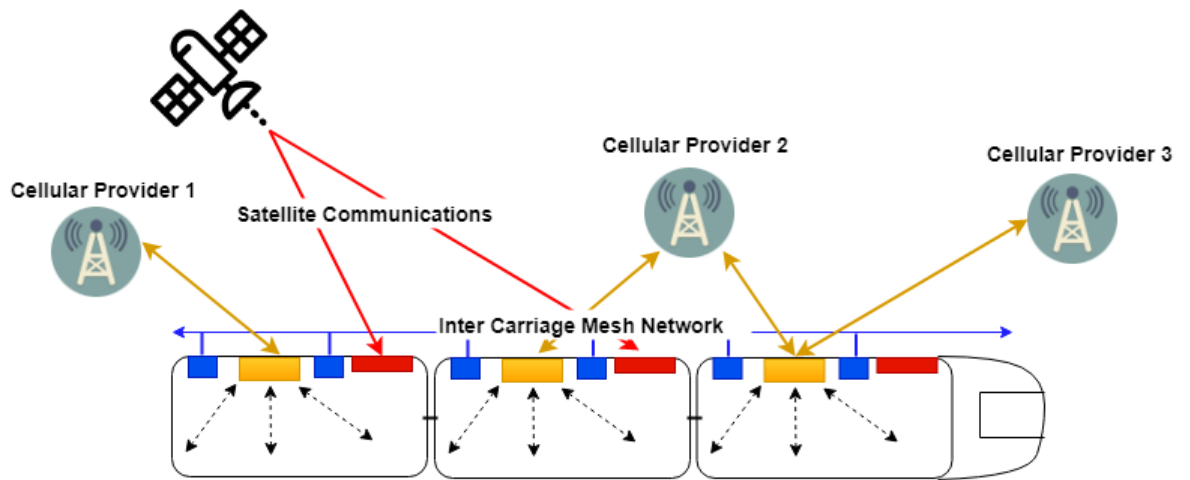 Cellular Provider 2
Cellular Provider 3
Cellular Provider 1
Satellite Communications
Inter Carriage Mesh Network